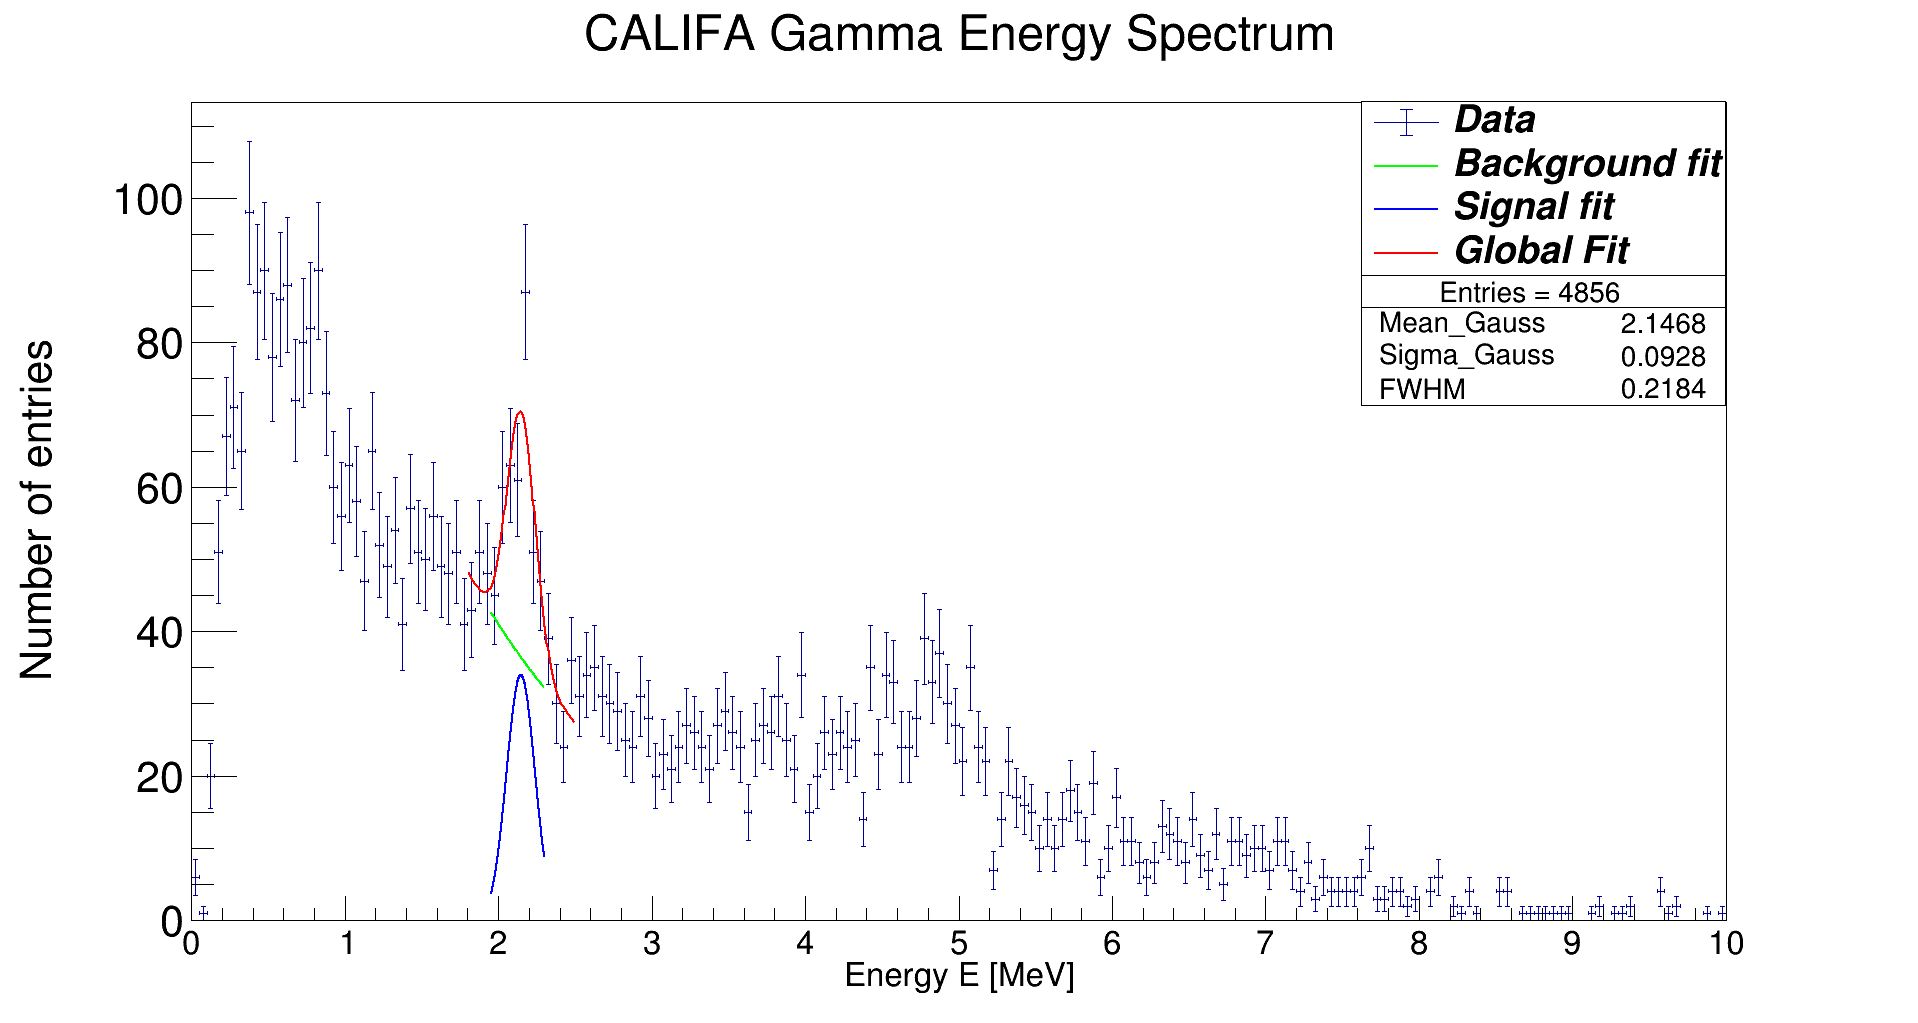 CALIFA Gamma Energy Spectrum
Data
Background fit
Signal fit
Global Fit
Entries = 4856
Mean_Gauss 2.1468
Sigma_Gauss 0.0928
FWHM 0.2184
Number of entries
100
80
60
40
20
0
0 1 2 3 4 5 6 7 8 9 10
Energy E [MeV]